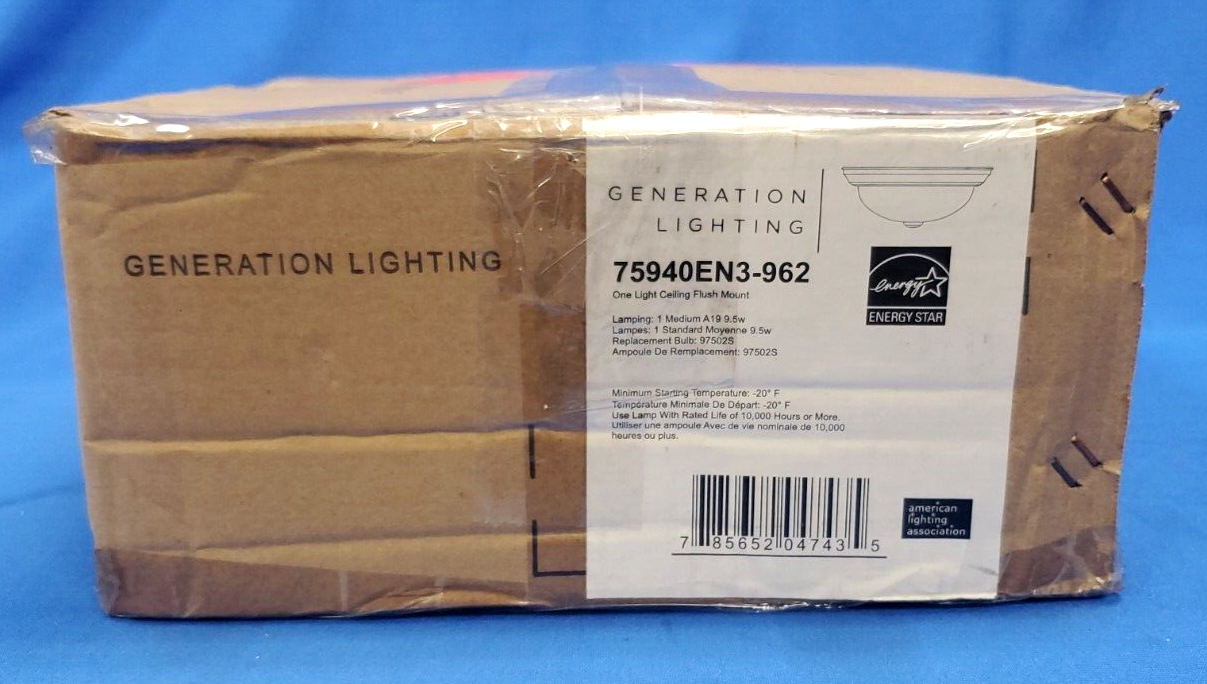 GENERATION LIGHTING
GENERATION
LIGHTING
75940EN3-962
One Light Ceiling Flush Mount
Lamping: 1 Medium A19 9.5w
Lampes: 1 Standard Moyenne 9.5w
Replacement Bulb: 97502S
Ampoule De Remplacement: 97502S
energy
ENERGY STAR
Minimum Starting Temperature: -20° F
Température Minimale De Départ: -20° F
Use Lamp With Rated Life of 10,000 Hours or More.
Utiliser une ampoule Avec de vie nominale de 10,000
heures ou plus.
7 85652 04743 5
american
lighting
association